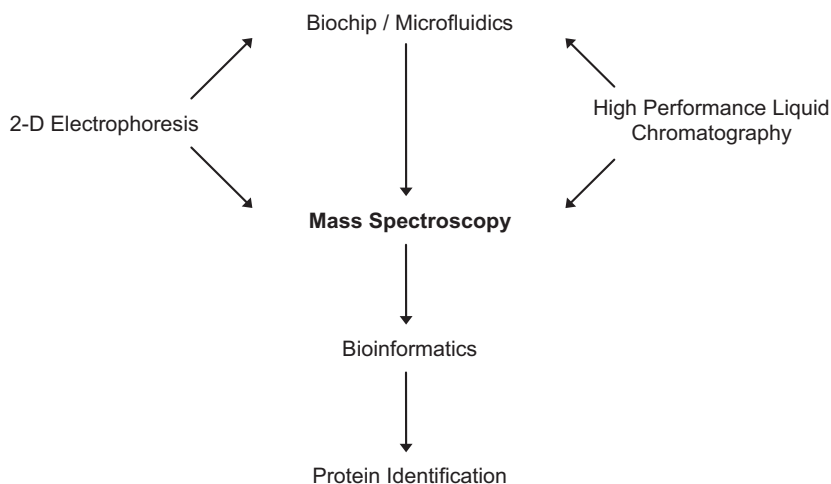 Biochip / Microfluidics
2-D Electrophoresis
High Performance Liquid
Chromatography
Mass Spectroscopy
Bioinformatics
Protein Identification